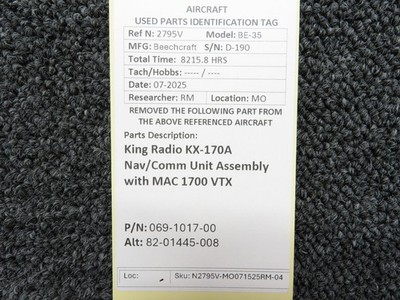 AIRCRAFT
USED PARTS IDENTIFICATION TAG
Ref N: 2795V Model: BE-35
MFG: Beechcraft S/N: D-190
Total Time: 8215.8 HRS
Tach/Hobbs: ----- / ----
Date: 07-2025
Researcher: RM Location: MO
REMOVED THE FOLLOWING PART FROM
THE ABOVE REFERENCED AIRCRAFT
Parts Description:
King Radio KX-170A
Nav/Comm Unit Assembly
with MAC 1700 VTX
P/N: 069-1017-00
Alt: 82-01445-008
Loc: - Sku: N2795V-MO071525RM-04